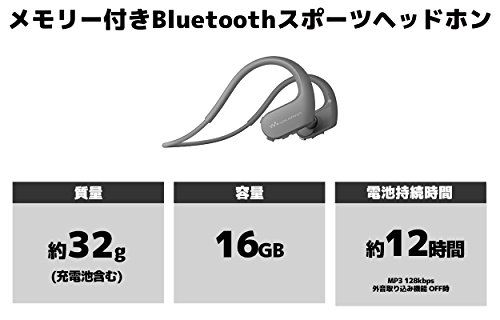 メモリー付きBluetoothスポーツヘッドホン
質量
約32g
(充電池含む)
容量
16GB
電池持続時間
約12時間
MP3 128kbps
外音取り込み機能 OFF時